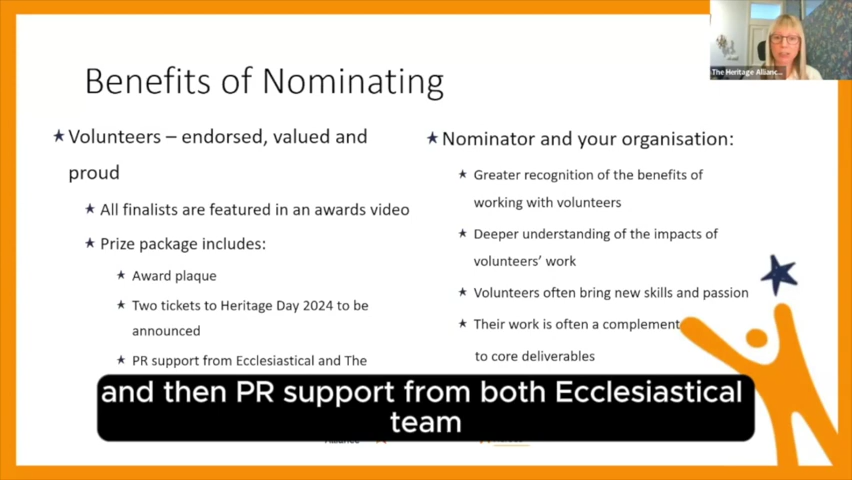 The Heritage Allianc...
Benefits of Nominating
Volunteers – endorsed, valued and
proud
All finalists are featured in an awards video
Prize package includes:
Award plaque
Two tickets to Heritage Day 2024 to be
announced
PR support from Ecclesiastical and The
Nominator and your organisation:
Greater recognition of the benefits of
working with volunteers
Deeper understanding of the impacts of
volunteers’ work
Volunteers often bring new skills and passion
Their work is often a complement
to core deliverables
and then PR support from both Ecclesiastical
team